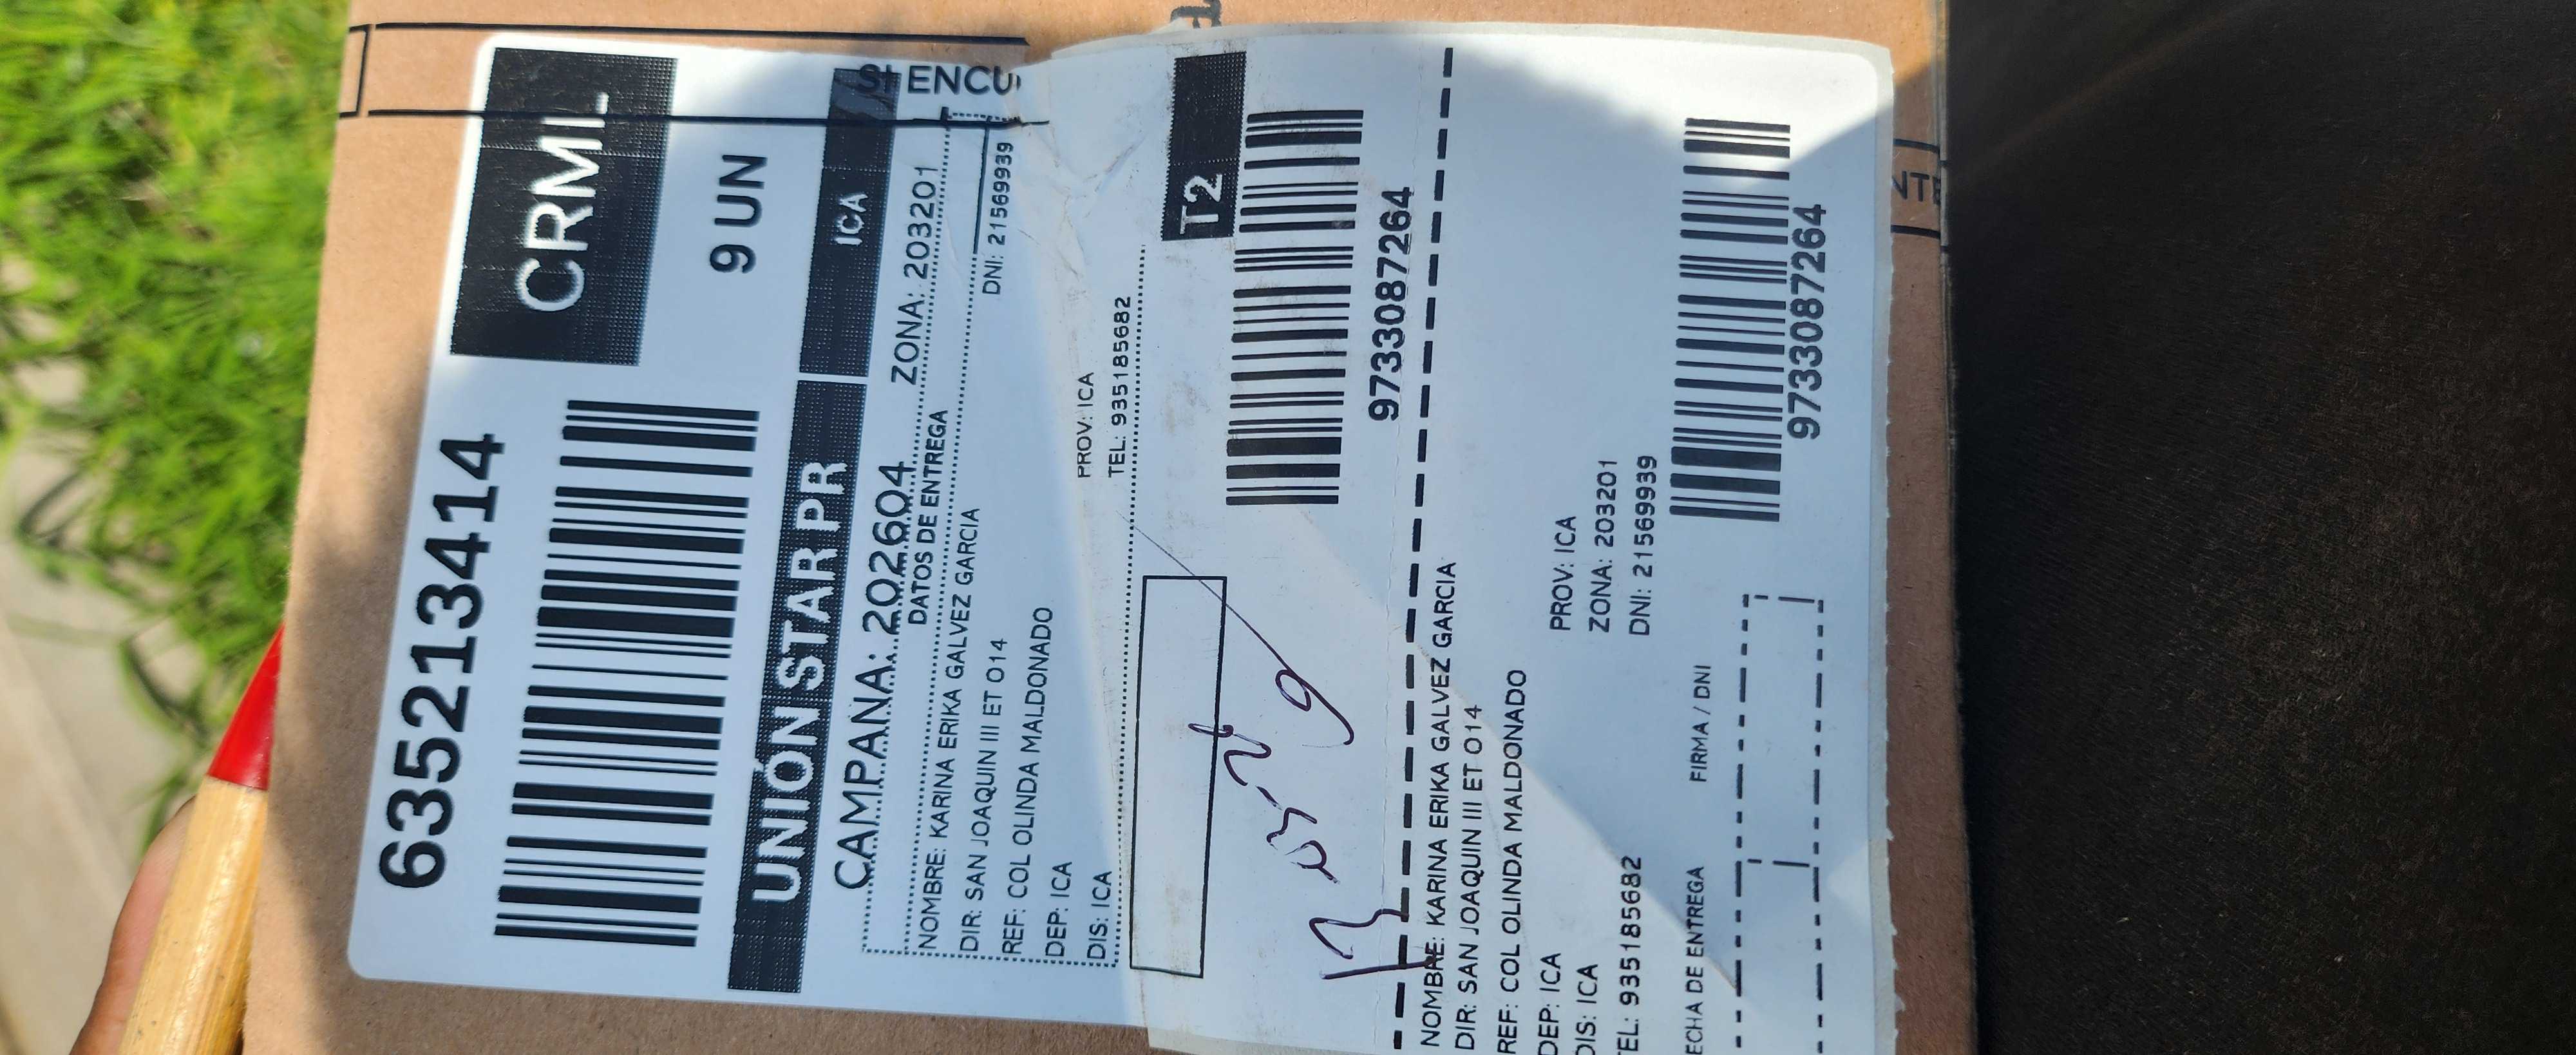 635213414
CRMIL
9 UN
UNIÓN STAR PR
ICA
CAMPAÑA: 202604
ZONA: 203201
DATOS DE ENTREGA
NOMBRE: KARINA ERIKA GALVEZ GARCIA
DIR: SAN JOAQUIN III ET O14
DNI: 21569939
REF: COL OLINDA MALDONADO
DEP: ICA
PROV: ICA
DIS: ICA
TEL: 935185682
SI ENCU
T2
9733087264
NOMBRE: KARINA ERIKA GALVEZ GARCIA
DIR: SAN JOAQUIN III ET O14
REF: COL OLINDA MALDONADO
DEP: ICA
PROV: ICA
DIS: ICA
ZONA: 203201
TEL: 935185682
DNI: 21569939
ECHA DE ENTREGA
FIRMA / DNI
9733087264
NTE